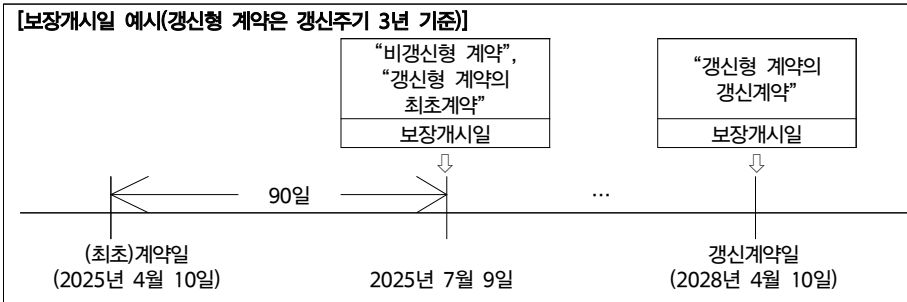 [보장개시일 예시(갱신형 계약은 갱신주기 3년 기준)]
“비갱신형 계약”,
“갱신형 계약의
최초계약”
보장개시일
“갱신형 계약의
갱신계약”
보장개시일
90일
…
(최초)계약일
(2025년 4월 10일)
2025년 7월 9일
갱신계약일
(2028년 4월 10일)